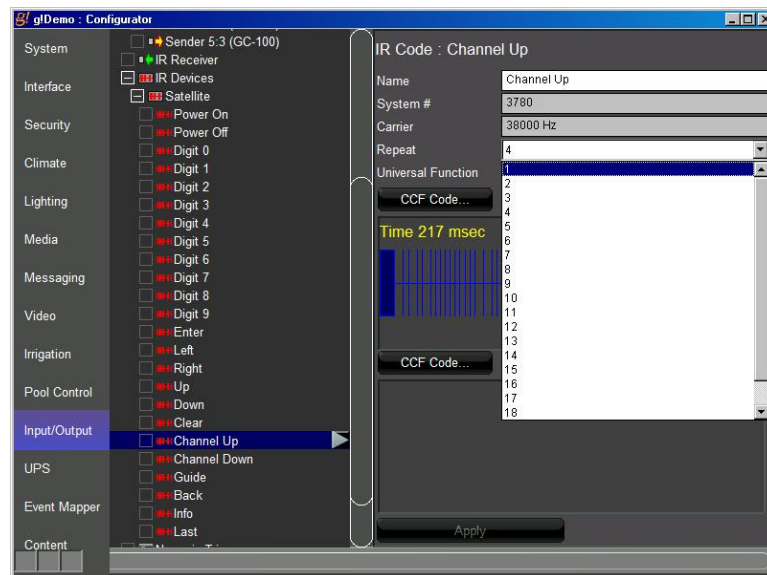 g! g!Demo : Configurator
System
Interface
Security
Climate
Lighting
Media
Messaging
Video
Irrigation
Pool Control
Input/Output
UPS
Event Mapper
Content
Sender 5:3 (GC-100)
IR Receiver
IR Devices
Satellite
Power On
Power Off
Digit 0
Digit 1
Digit 2
Digit 3
Digit 4
Digit 5
Digit 6
Digit 7
Digit 8
Digit 9
Enter
Left
Right
Up
Down
Clear
Channel Up
Channel Down
Guide
Back
Info
Last
IR Code : Channel Up
Name Channel Up
System # 3780
Carrier 38000 Hz
Repeat 4
Universal Function
1
2
3
4
5
6
7
8
9
10
11
12
13
14
15
16
17
18
CCF Code...
Time 217 msec
CCF Code...
Apply